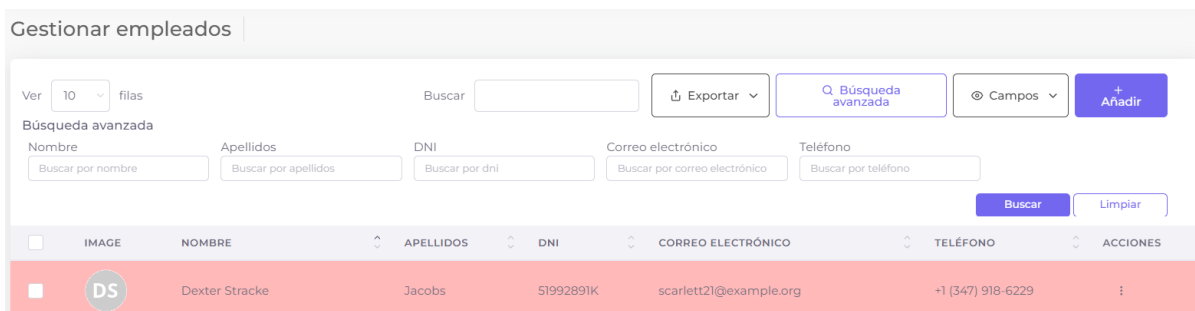 Gestionar empleados
Ver 10 filas Buscar Exportar Búsqueda avanzada Campos + Añadir
Búsqueda avanzada
Nombre Apellidos DNI Correo electrónico Teléfono
Buscar por nombre Buscar por apellidos Buscar por dni Buscar por correo electrónico Buscar por teléfono
Buscar Limpiar
IMAGE NOMBRE APELLIDOS DNI CORREO ELECTRÓNICO TELÉFONO ACCIONES
DS Dexter Stracke Jacobs 51992891K scarlett21@example.org +1 (347) 918-6229